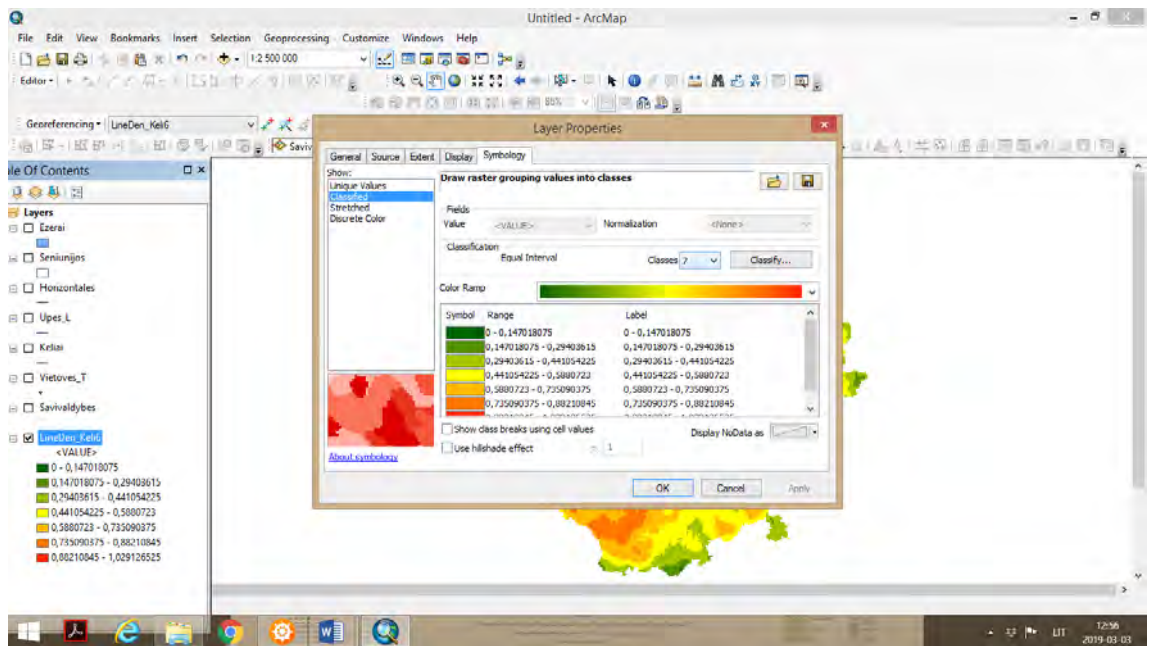 Untitled - ArcMap
File Edit View Bookmarks Insert Selection Geoprocessing Customize Windows Help
1:2 500 000
Editor
85%
Georeferencing LineDen_Keli6
Saviv
Layer Properties
General Source Extent Display Symbology
le Of Contents
Layers
Ezerai
Seniunijos
Horizontales
Upes_L
Keliai
Vietoves_T
Savivaldybes
LineDen_Keli6
<VALUE>
0 - 0,147018075
0,147018075 - 0,29403615
0,29403615 - 0,441054225
0,441054225 - 0,5880723
0,5880723 - 0,735090375
0,735090375 - 0,88210845
0,88210845 - 1,029126525
Show:
Unique Values
Classified
Stretched
Discrete Color
About symbology
Draw raster grouping values into classes
Fields
Value <VALUE> Normalization <None>
Classification
Equal Interval Classes 7 Classify...
Color Ramp
Symbol Range Label
0 - 0,147018075 0 - 0,147018075
0,147018075 - 0,29403615 0,147018075 - 0,29403615
0,29403615 - 0,441054225 0,29403615 - 0,441054225
0,441054225 - 0,5880723 0,441054225 - 0,5880723
0,5880723 - 0,735090375 0,5880723 - 0,735090375
0,735090375 - 0,88210845 0,735090375 - 0,88210845
Show class breaks using cell values Display NoData as
Use hillshade effect 1
OK Cancel Apply
LIT
12:56
2019-03-03